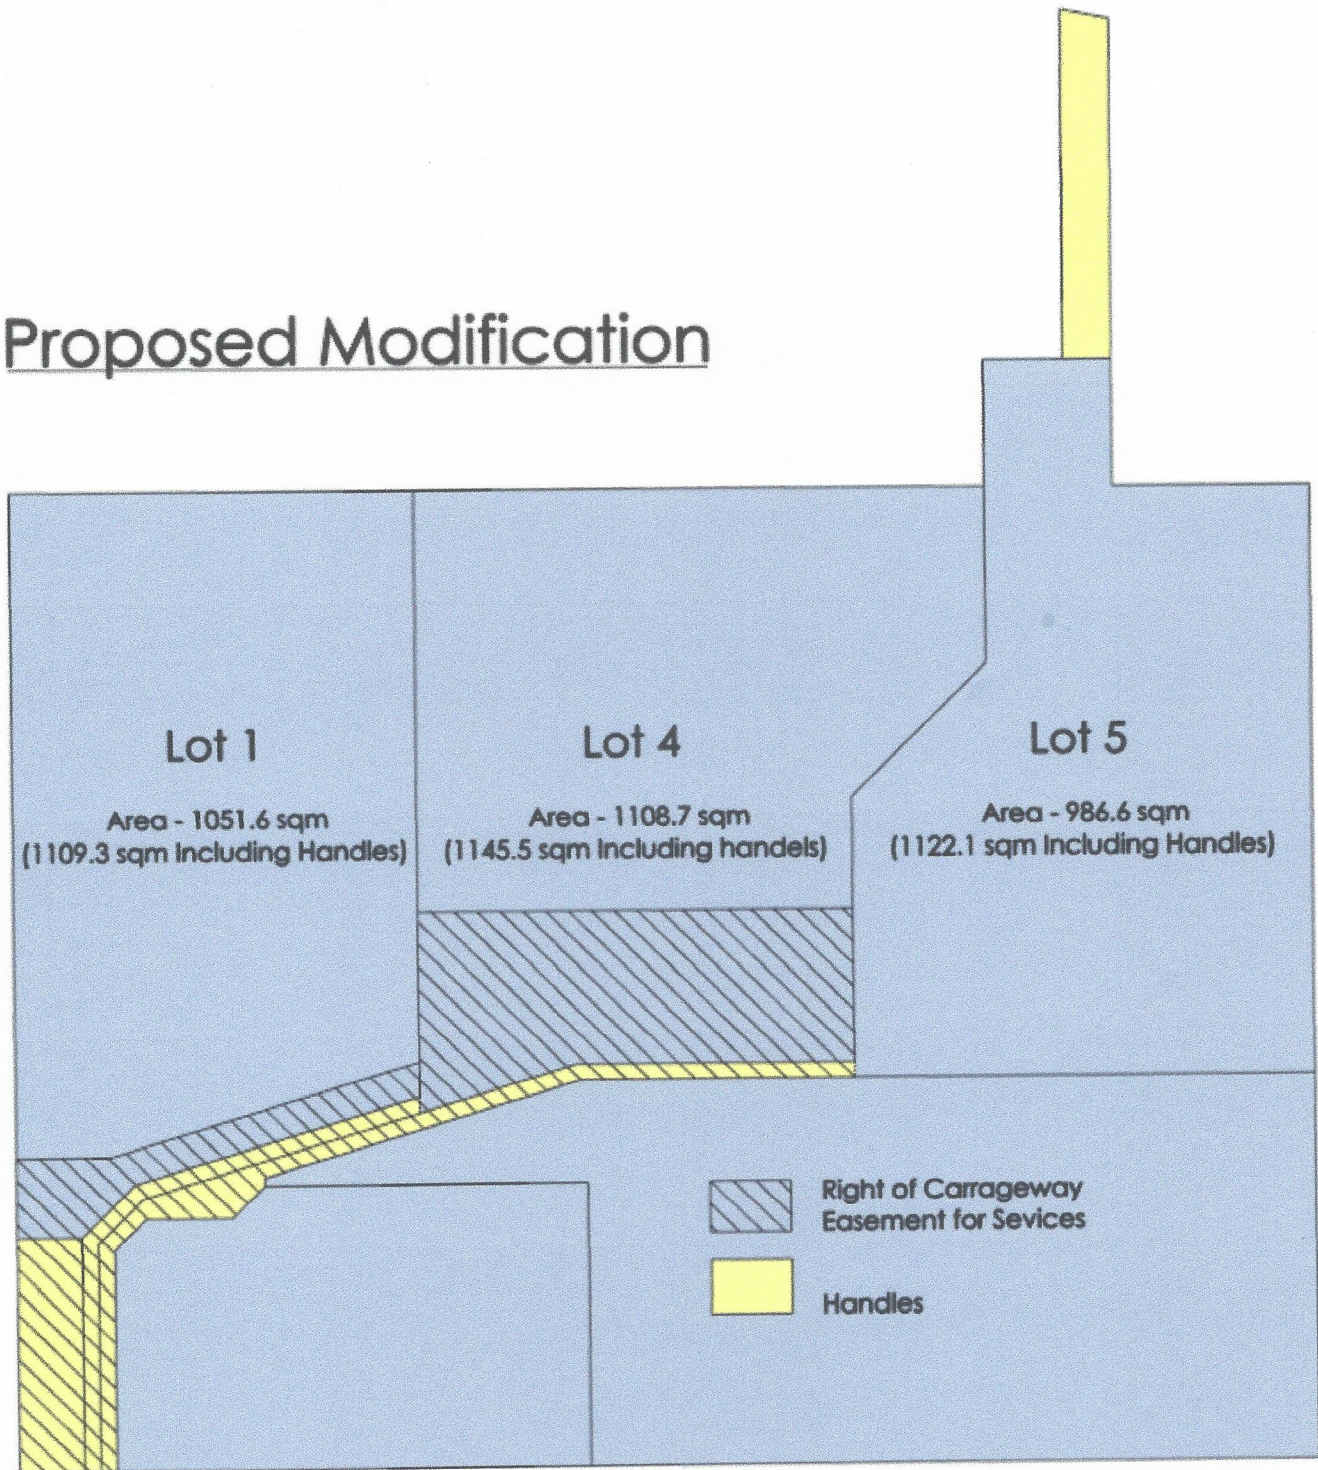 Proposed Modification
Lot 1
Area - 1051.6 sqm
(1109.3 sqm Including Handles)
Lot 4
Area - 1108.7 sqm
(1145.5 sqm Including handels)
Lot 5
Area - 986.6 sqm
(1122.1 sqm Including Handles)
Right of Carrageway
Easement for Sevices
Handles